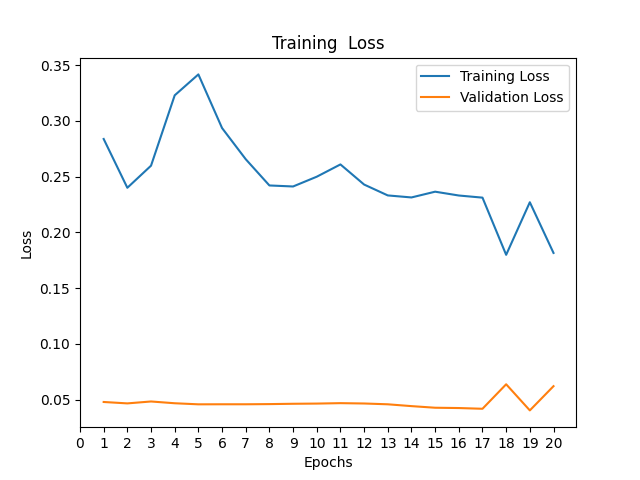 Training  Loss
Training Loss
Validation Loss
0.35
0.30
0.25
0.20
0.15
0.10
0.05
Loss
0 1 2 3 4 5 6 7 8 9 10 11 12 13 14 15 16 17 18 19 20
Epochs